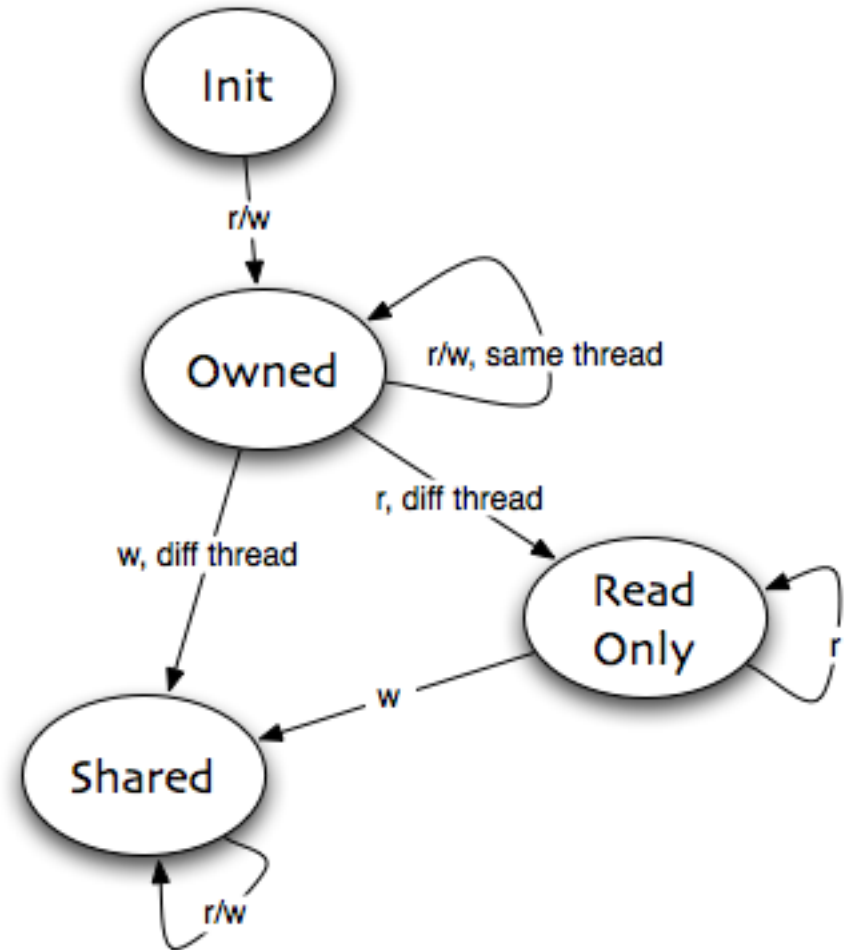 Init
r/w
Owned
r/w, same thread
r, diff thread
w, diff thread
Read
Only
r
w
Shared
r/w